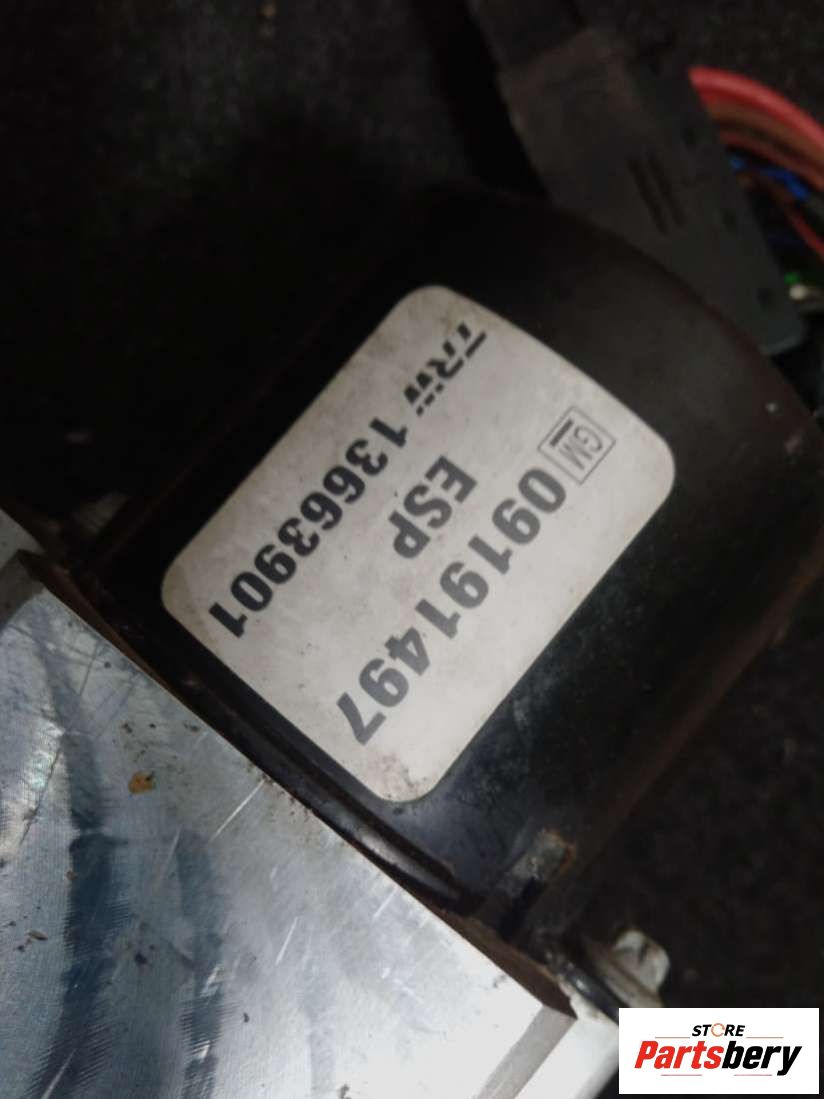 GM 09191497
ESP
TRW 13663901
STORE
Partsbery